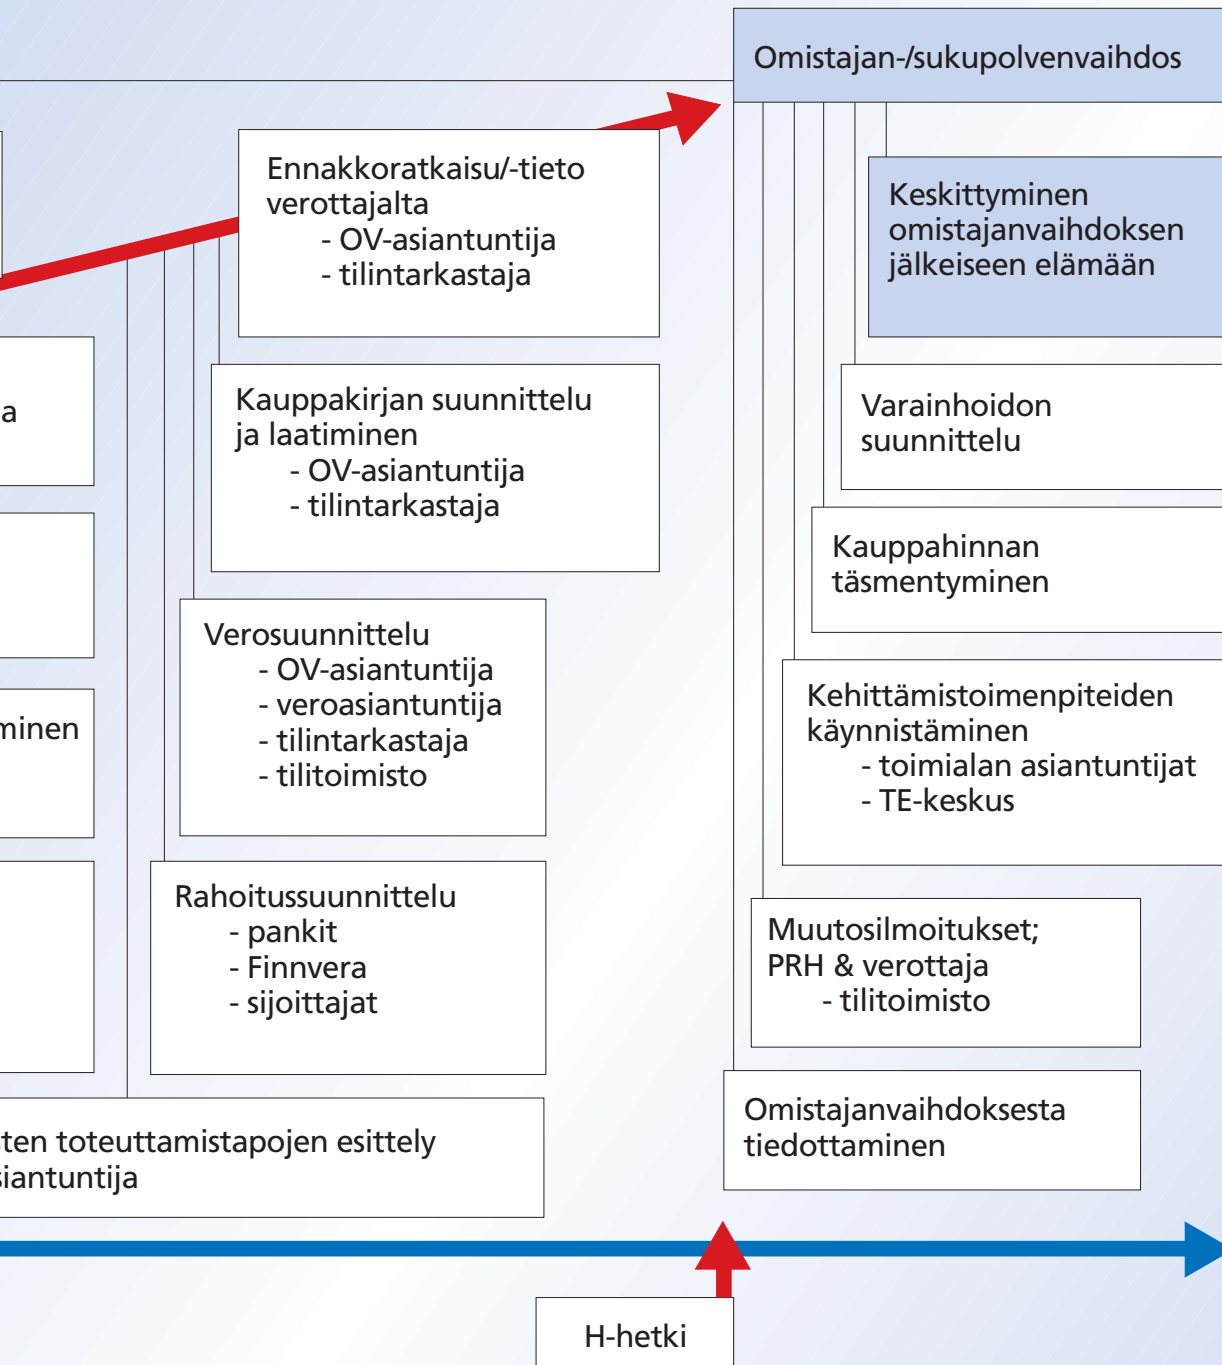 Omistajan-/sukupolvenvaihdos
Ennakkoratkaisu/-tieto
verottajalta
- OV-asiantuntija
- tilintarkastaja
Keskittyminen
omistajanvaihdoksen
jälkeiseen elämään
a
Kauppakirjan suunnittelu
ja laatiminen
- OV-asiantuntija
- tilintarkastaja
Varainhoidon
suunnittelu
Kauppahinnan
täsmentyminen
Verosuunnittelu
- OV-asiantuntija
- veroasiantuntija
- tilintarkastaja
- tilitoimisto
minen
Kehittämistoimenpiteiden
käynnistäminen
- toimialan asiantuntijat
- TE-keskus
Rahoitussuunnittelu
- pankit
- Finnvera
- sijoittajat
Muutosilmoitukset;
PRH & verottaja
- tilitoimisto
sten toteuttamistapojen esittely
siantuntija
Omistajanvaihdoksesta
tiedottaminen
H-hetki